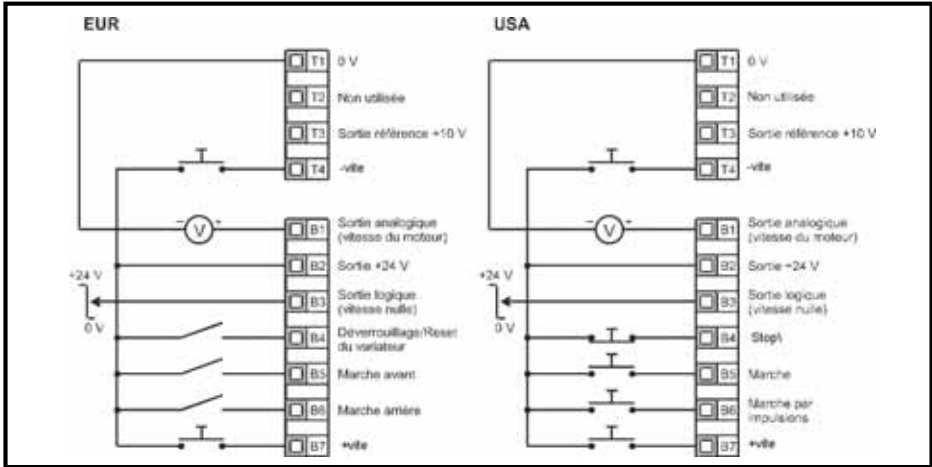 EUR
T1 0 V
T2 Non utilisée
T3 Sortie référence +10 V
T4 -vite
B1 Sortie analogique
(vitesse du moteur)
B2 Sortie +24 V
+24 V
B3 Sortie logique
(vitesse nulle)
0 V
B4 Déverrouillage/Reset
du variateur
B5 Marche avant
B6 Marche arrière
B7 +vite
- V +
USA
T1 0 V
T2 Non utilisée
T3 Sortie référence +10 V
T4 -vite
B1 Sortie analogique
(vitesse du moteur)
B2 Sortie +24 V
+24 V
B3 Sortie logique
(vitesse nulle)
0 V
B4 Stop\
B5 Marche
B6 Marche par
impulsions
B7 +vite
- V +